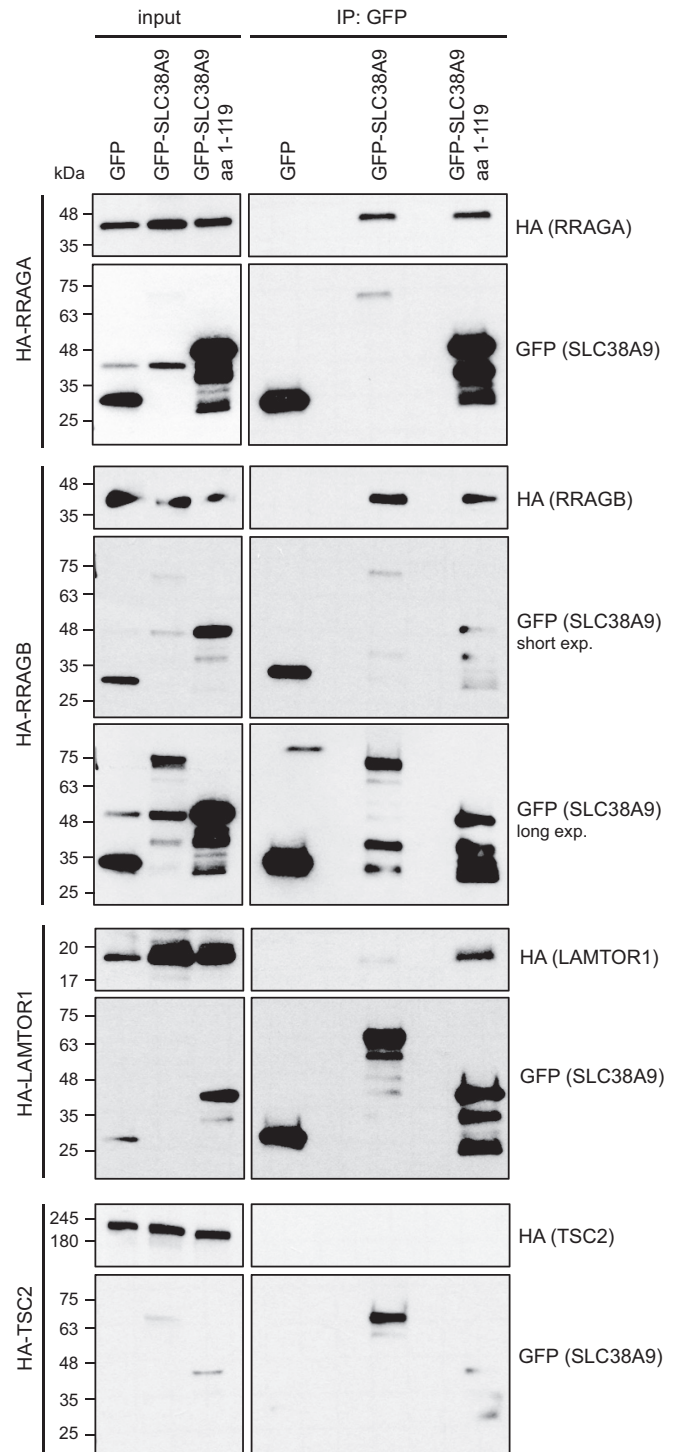 input
IP: GFP
GFP
GFP-SLC38A9
GFP-SLC38A9
aa 1-119
GFP
GFP-SLC38A9
GFP-SLC38A9
aa 1-119
kDa
HA-RRAGA
48
35
HA (RRAGA)
75
63
48
35
25
GFP (SLC38A9)
HA-RRAGB
48
35
HA (RRAGB)
75
63
48
35
25
GFP (SLC38A9)
short exp.
75
63
48
35
25
GFP (SLC38A9)
long exp.
HA-LAMTOR1
20
17
HA (LAMTOR1)
75
63
48
35
25
GFP (SLC38A9)
HA-TSC2
245
180
HA (TSC2)
75
63
48
35
25
GFP (SLC38A9)